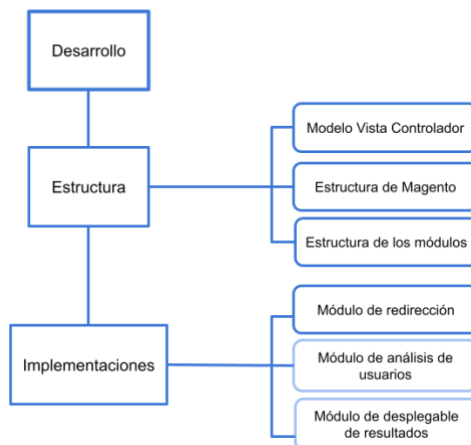 Desarrollo
Modelo Vista Controlador
Estructura
Estructura de Magento
Estructura de los módulos
Módulo de redirección
Implementaciones
Módulo de análisis de
usuarios
Módulo de desplegable
de resultados